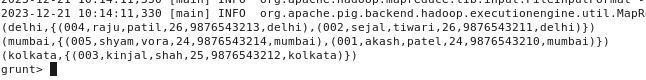 2023-12-21 10:14:11,330 [main] INFO org.apache.hadoop.mapreduce.lib.input.FileInputFormat -
2023-12-21 10:14:11,330 [main] INFO org.apache.pig.backend.hadoop.executionengine.util.MapR
(delhi,{(004,raju,patil,26,9876543213,delhi),(002,sejal,tiwari,26,9876543211,delhi)})
(mumbai,{(005,shyam,vora,24,9876543214,mumbai),(001,akash,patel,24,9876543210,mumbai)})
(kolkata,{(003,kinjal,shah,25,9876543212,kolkata)})
grunt>